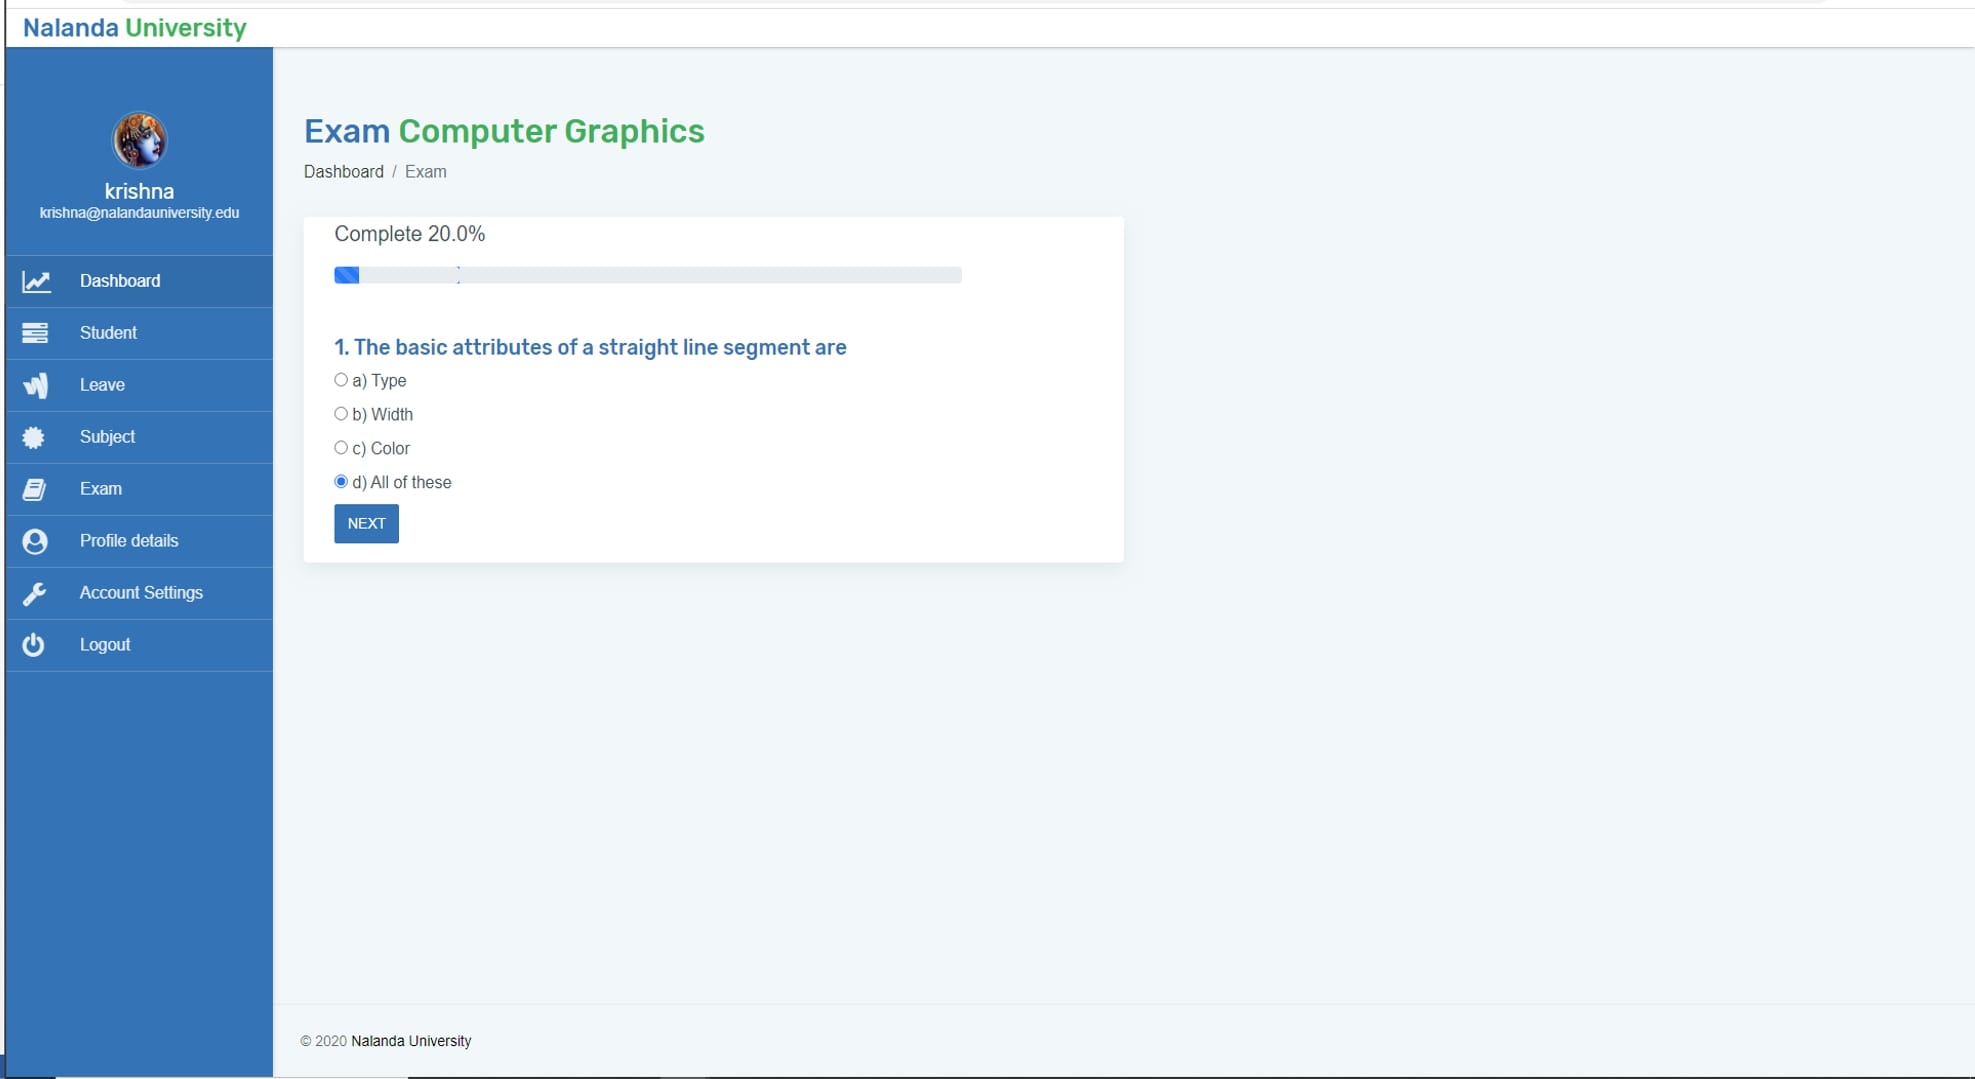 Nalanda University
krishna
krishna@nalandauniversity.edu
Dashboard
Student
Leave
Subject
Exam
Profile details
Account Settings
Logout
Exam Computer Graphics
Dashboard / Exam
Complete 20.0%
1. The basic attributes of a straight line segment are
a) Type
b) Width
c) Color
d) All of these
NEXT
© 2020 Nalanda University